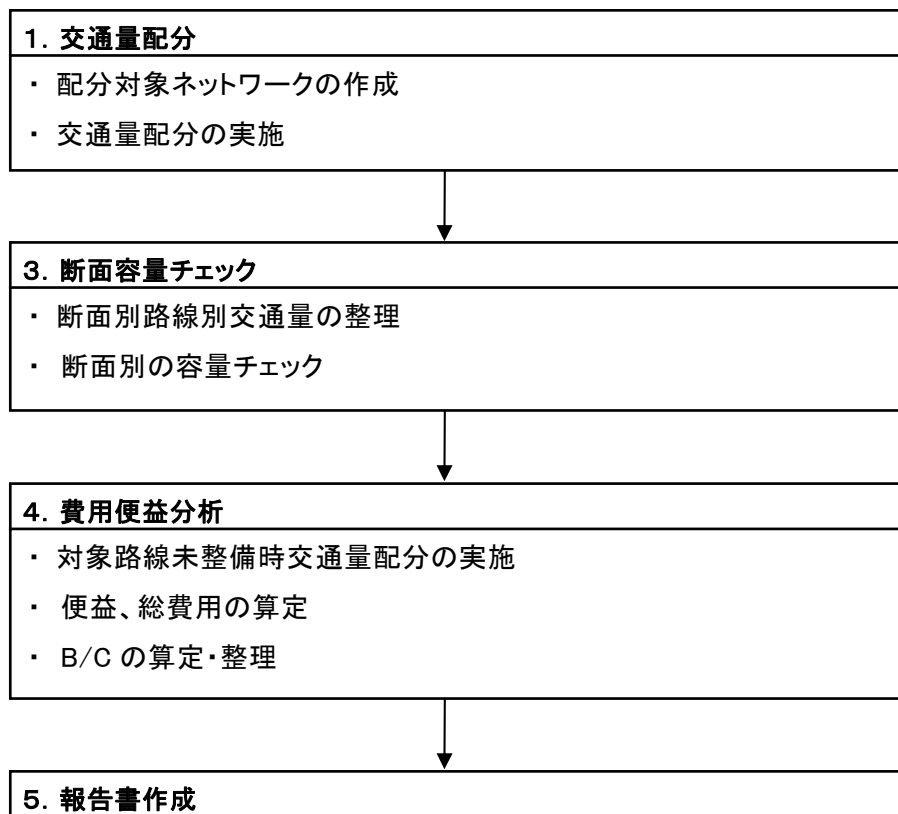 1．交通量配分
・ 配分対象ネットワークの作成
・ 交通量配分の実施
3．断面容量チェック
・ 断面別路線別交通量の整理
・ 断面別の容量チェック
4．費用便益分析
・ 対象路線未整備時交通量配分の実施
・ 便益、総費用の算定
・ B/C の算定・整理
5．報告書作成